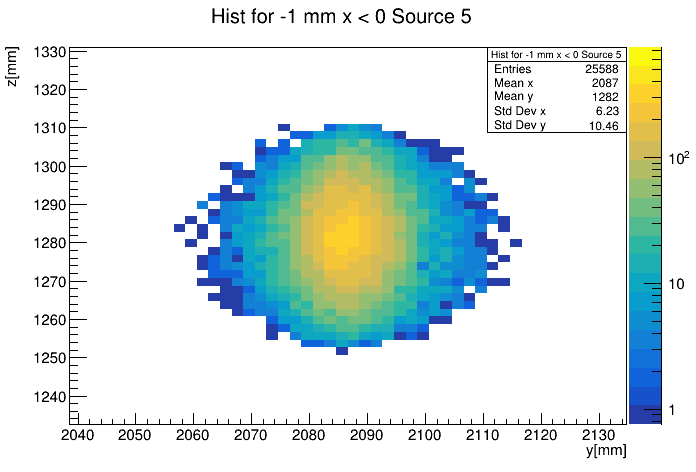 Hist for -1 mm x < 0 Source 5
z[mm]
1330
1320
1310
1300
1290
1280
1270
1260
1250
1240
Hist for -1 mm x < 0 Source 5
Entries 25588
Mean x 2087
Mean y 1282
Std Dev x 6.23
Std Dev y 10.46
10²
10
1
2040 2050 2060 2070 2080 2090 2100 2110 2120 2130
y[mm]